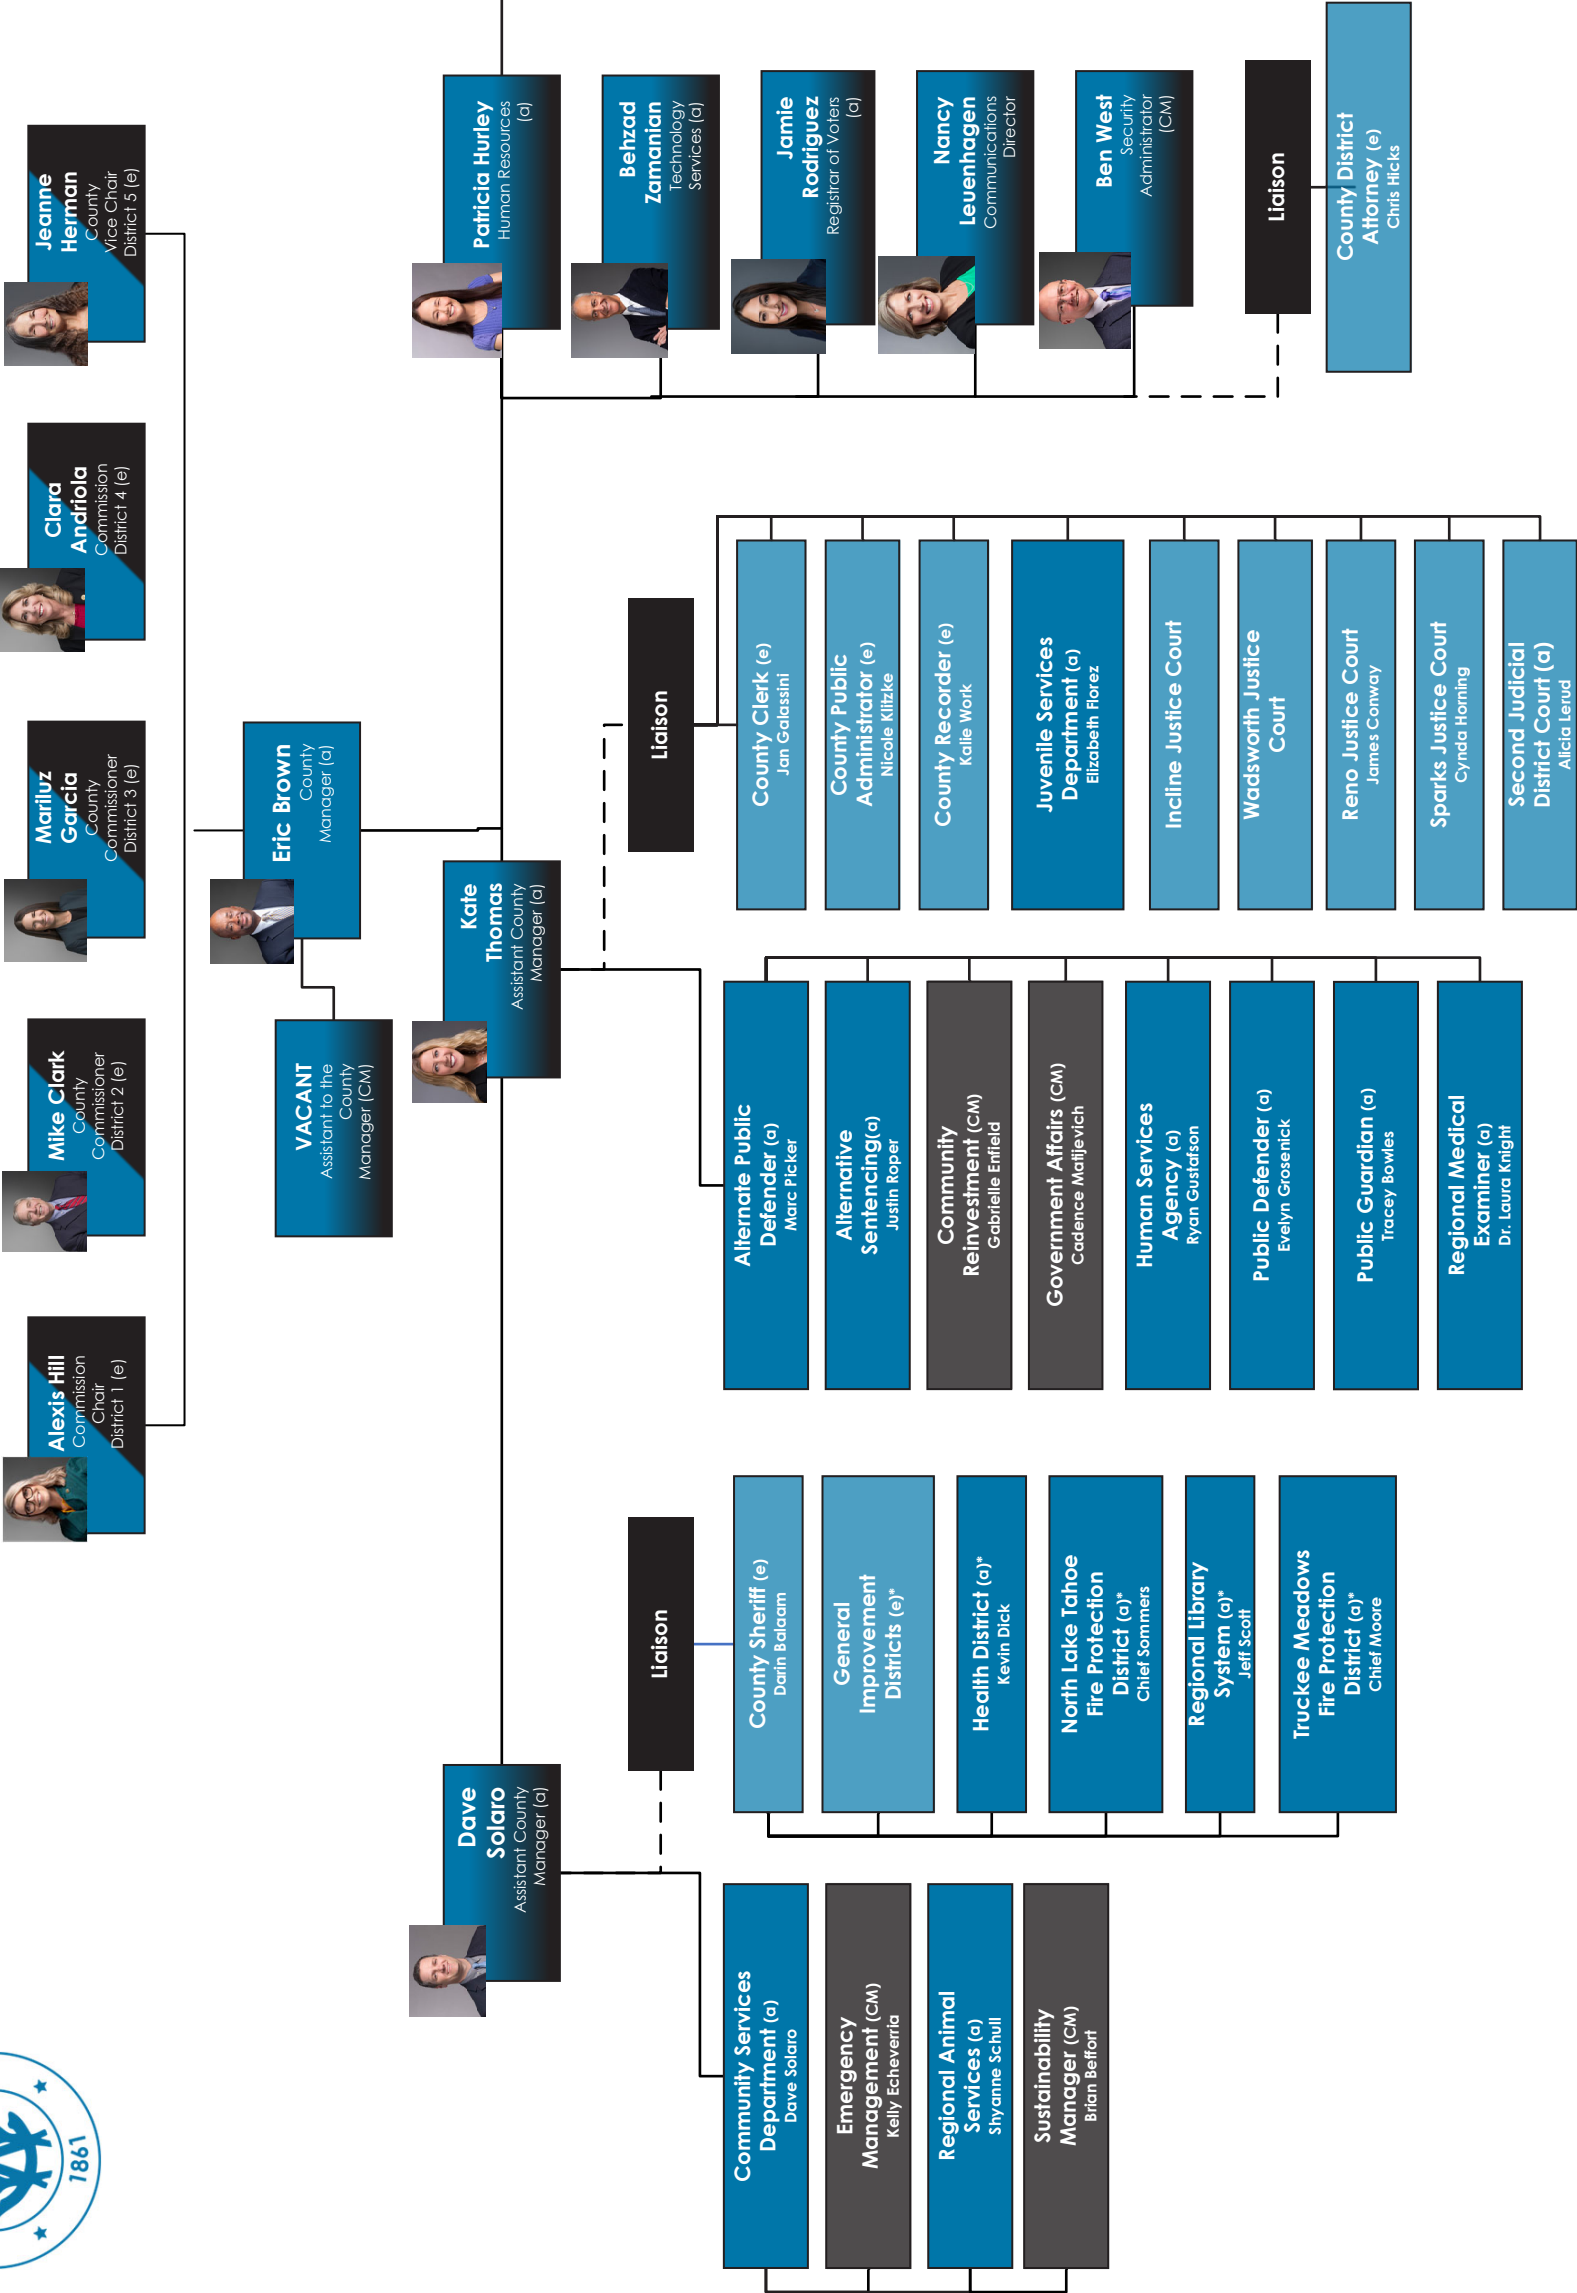 1861
Alexis Hill
Commission
Chair
District 1 (e)
Mike Clark
County
Commissioner
District 2 (e)
Mariluz
Garcia
County
Commissioner
District 3 (e)
Clara
Andriola
Commission
District 4 (e)
Jeanne
Herman
County
Vice Chair
District 5 (e)
Eric Brown
County
Manager (a)
VACANT
Assistant to the
County
Manager (CM)
Dave
Solaro
Assistant County
Manager (a)
Kate
Thomas
Assistant County
Manager (a)
Patricia Hurley
Human Resources
(a)
Behzad
Zamanian
Technology
Services (a)
Jamie
Rodriguez
Registrar of Voters
(a)
Nancy
Leuenhagen
Communications
Director
Ben West
Security
Administrator
(CM)
Liaison
County District
Attorney (e)
Chris Hicks
Community Services
Department (a)
Dave Solaro
Emergency
Management (CM)
Kelly Echeverria
Regional Animal
Services (a)
Shyanne Schull
Sustainability
Manager (CM)
Brian Beffort
Liaison
County Sheriff (e)
Darin Balaam
General
Improvement
Districts (e)*
Health District (a)*
Kevin Dick
North Lake Tahoe
Fire Protection
District (a)*
Chief Sommers
Regional Library
System (a)*
Jeff Scott
Truckee Meadows
Fire Protection
District (a)*
Chief Moore
Alternate Public
Defender (a)
Marc Picker
Alternative
Sentencing(a)
Justin Roper
Community
Reinvestment (CM)
Gabrielle Enfield
Government Affairs (CM)
Cadence Matijevich
Human Services
Agency (a)
Ryan Gustafson
Public Defender (a)
Evelyn Grosenick
Public Guardian (a)
Tracey Bowles
Regional Medical
Examiner (a)
Dr. Laura Knight
Liaison
County Clerk (e)
Jan Galassini
County Public
Administrator (e)
Nicole Klitzke
County Recorder (e)
Kalie Work
Juvenile Services
Department (a)
Elizabeth Florez
Incline Justice Court
Wadsworth Justice
Court
Reno Justice Court
James Conway
Sparks Justice Court
Cynda Horning
Second Judicial
District Court (a)
Alicia Lerud